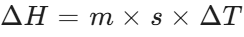 ΔH = m × s × ΔT